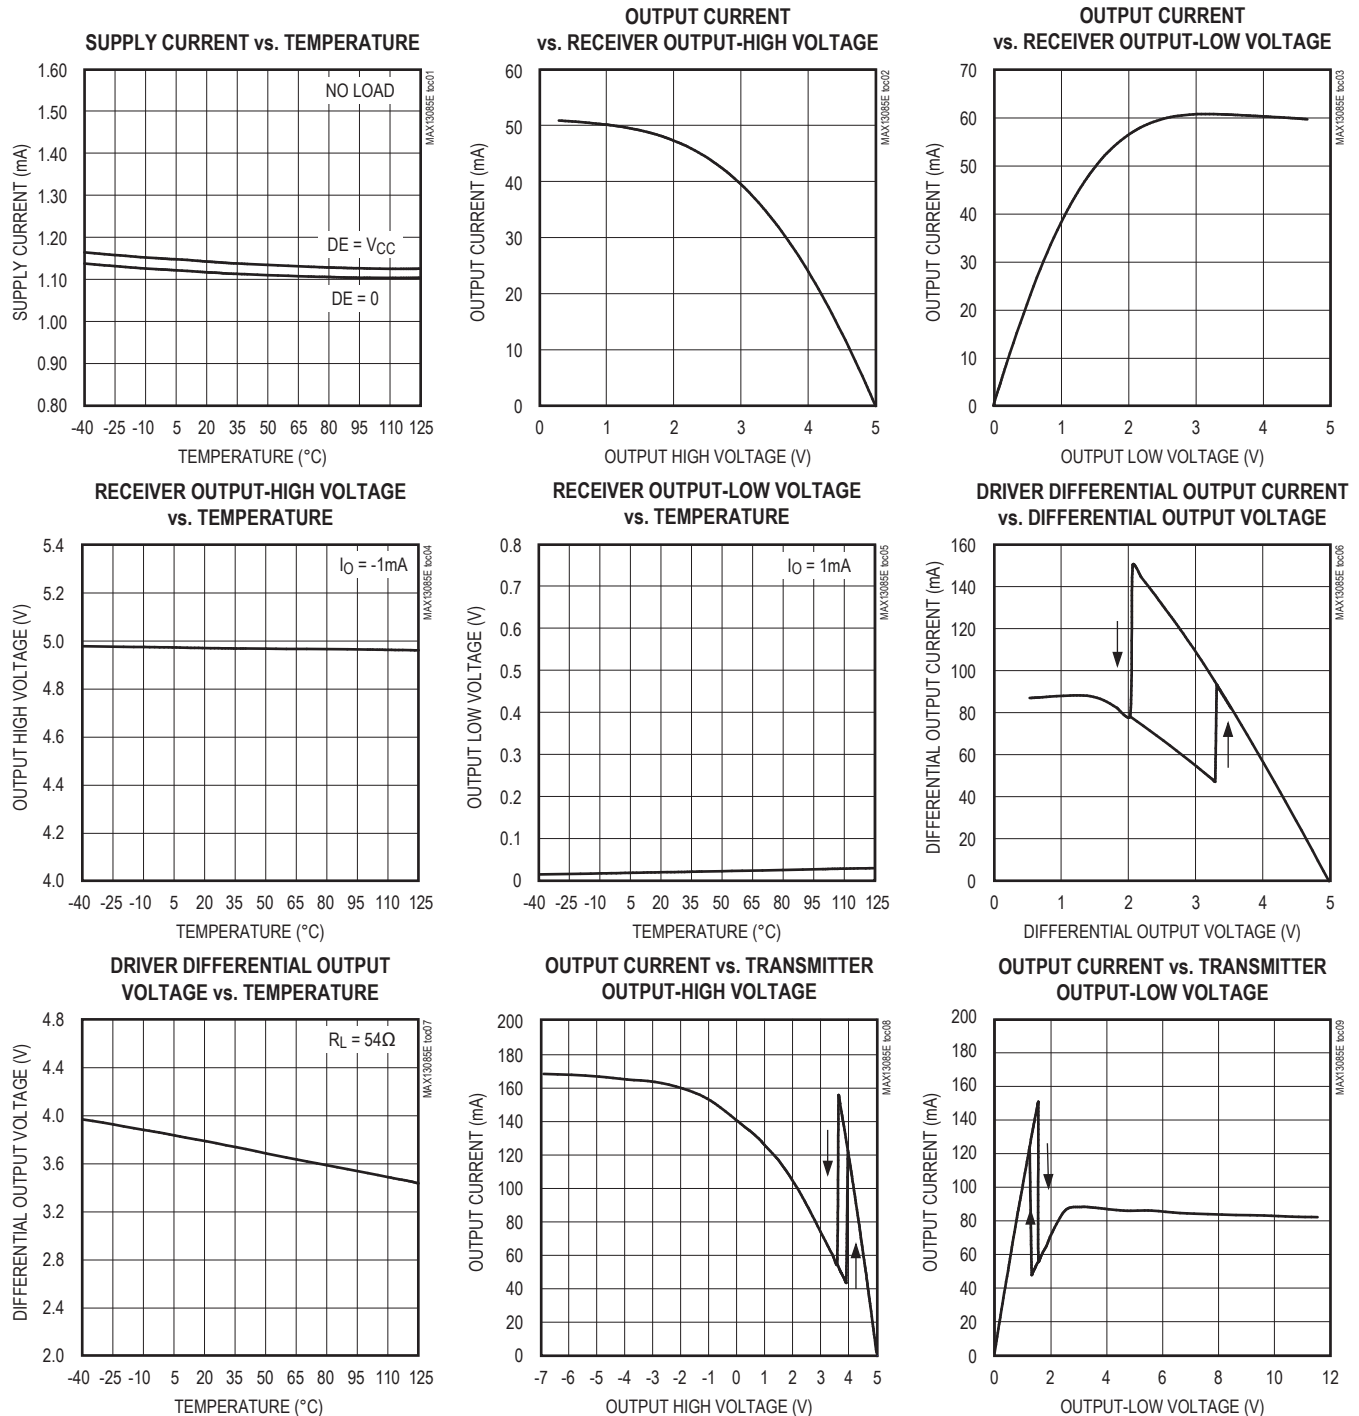 SUPPLY CURRENT vs. TEMPERATURE
1.60
1.50
1.40
1.30
1.20
1.10
1.00
0.90
0.80
SUPPLY CURRENT (mA)
NO LOAD
DE = VCC
DE = 0
MAX13085E toc01
-40 -25 -10 5 20 35 50 65 80 95 110 125
TEMPERATURE (°C)
OUTPUT CURRENT
vs. RECEIVER OUTPUT-HIGH VOLTAGE
60
50
40
30
20
10
0
OUTPUT CURRENT (mA)
MAX13085E toc02
0 1 2 3 4 5
OUTPUT HIGH VOLTAGE (V)
OUTPUT CURRENT
vs. RECEIVER OUTPUT-LOW VOLTAGE
70
60
50
40
30
20
10
0
OUTPUT CURRENT (mA)
MAX13085E toc03
0 1 2 3 4 5
OUTPUT LOW VOLTAGE (V)
RECEIVER OUTPUT-HIGH VOLTAGE
vs. TEMPERATURE
5.4
5.2
5.0
4.8
4.6
4.4
4.2
4.0
OUTPUT HIGH VOLTAGE (V)
IO = -1mA
MAX13085E toc04
-40 -25 -10 5 20 35 50 65 80 95 110 125
TEMPERATURE (°C)
RECEIVER OUTPUT-LOW VOLTAGE
vs. TEMPERATURE
0.8
0.7
0.6
0.5
0.4
0.3
0.2
0.1
0
OUTPUT LOW VOLTAGE (V)
IO = 1mA
MAX13085E toc05
-40 -25 -10 5 20 35 50 65 80 95 110 125
TEMPERATURE (°C)
DRIVER DIFFERENTIAL OUTPUT CURRENT
vs. DIFFERENTIAL OUTPUT VOLTAGE
160
140
120
100
80
60
40
20
0
DIFFERENTIAL OUTPUT CURRENT (mA)
MAX13085E toc06
0 1 2 3 4 5
DIFFERENTIAL OUTPUT VOLTAGE (V)
DRIVER DIFFERENTIAL OUTPUT
VOLTAGE vs. TEMPERATURE
4.8
4.4
4.0
3.6
3.2
2.8
2.4
2.0
DIFFERENTIAL OUTPUT VOLTAGE (V)
RL = 54Ω
MAX13085E toc07
-40 -25 -10 5 20 35 50 65 80 95 110 125
TEMPERATURE (°C)
OUTPUT CURRENT vs. TRANSMITTER
OUTPUT-HIGH VOLTAGE
200
180
160
140
120
100
80
60
40
20
0
OUTPUT CURRENT (mA)
MAX13085E toc08
-7 -6 -5 -4 -3 -2 -1 0 1 2 3 4 5
OUTPUT HIGH VOLTAGE (V)
OUTPUT CURRENT vs. TRANSMITTER
OUTPUT-LOW VOLTAGE
200
180
160
140
120
100
80
60
40
20
0
OUTPUT CURRENT (mA)
MAX13085E toc09
0 2 4 6 8 10 12
OUTPUT-LOW VOLTAGE (V)